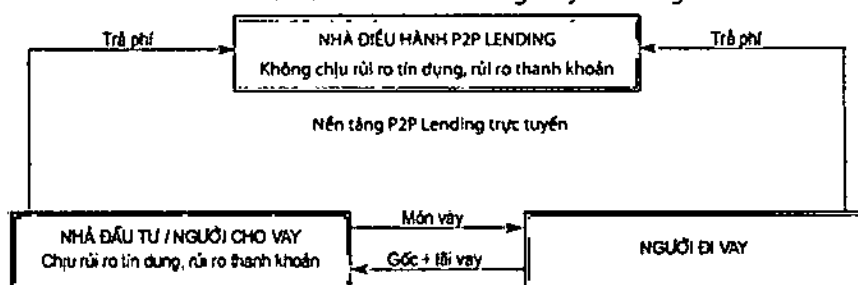 Trả phí
NHÀ ĐIỀU HÀNH P2P LENDING
Trả phí
Không chịu rủi ro tín dụng, rủi ro thanh khoản
Nền tảng P2P Lending trực tuyến
NHÀ ĐẦU TƯ / NGƯỜI CHO VAY
Chịu rủi ro tín dụng, rủi ro thanh khoản
Món vay
Gốc + lãi vay
NGƯỜI ĐI VAY